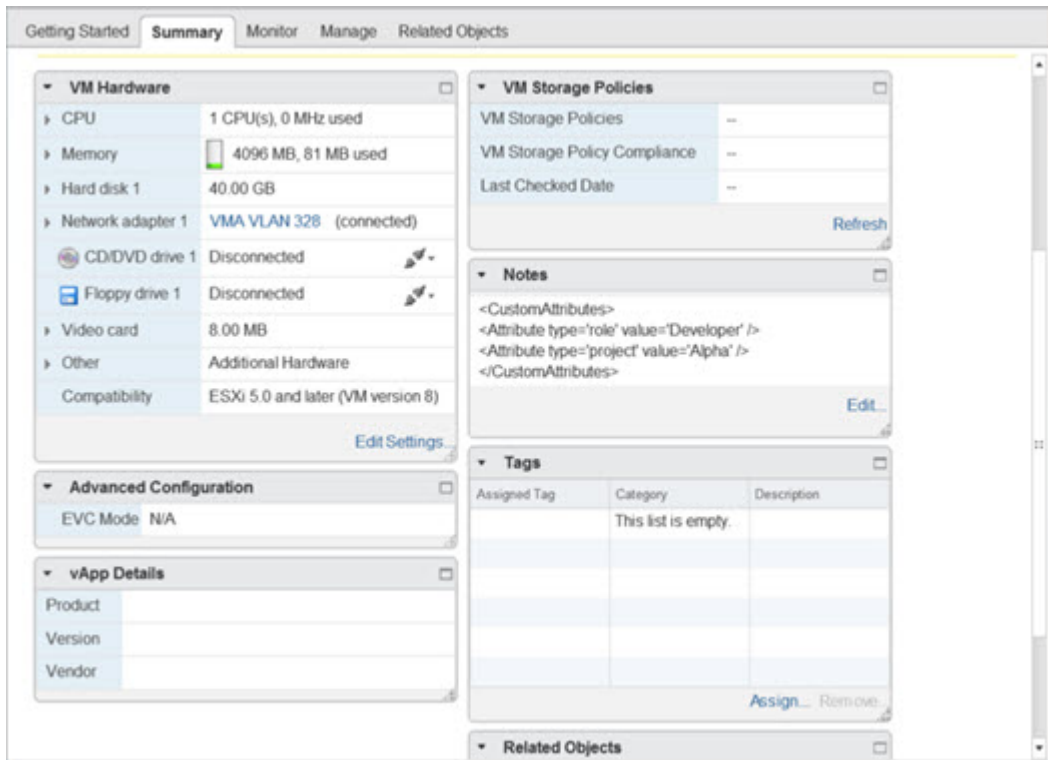 Getting Started Summary Monitor Manage Related Objects
VM Hardware
CPU 1 CPU(s), 0 MHz used
Memory 4096 MB, 81 MB used
Hard disk 1 40.00 GB
Network adapter 1 VMA VLAN 328 (connected)
CD/DVD drive 1 Disconnected
Floppy drive 1 Disconnected
Video card 8.00 MB
Other Additional Hardware
Compatibility ESXi 5.0 and later (VM version 8)
Edit Settings...
Advanced Configuration
EVC Mode N/A
vApp Details
Product
Version
Vendor
VM Storage Policies
VM Storage Policies --
VM Storage Policy Compliance --
Last Checked Date --
Refresh
Notes
<CustomAttributes>
<Attribute type='role' value='Developer' />
<Attribute type='project' value='Alpha' />
</CustomAttributes>
Edit...
Tags
Assigned Tag Category Description
This list is empty.
Assign... Remove...
Related Objects